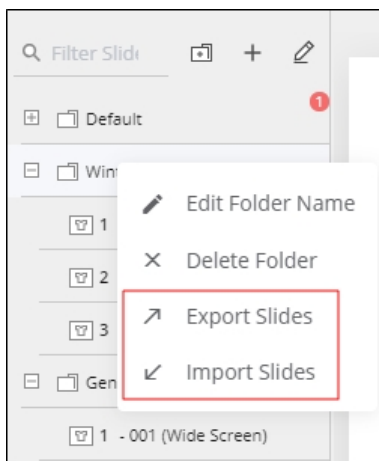 Filter Slid
1
Default
Win
Edit Folder Name
1
Delete Folder
2
Export Slides
3
Import Slides
Gen
1 - 001 (Wide Screen)